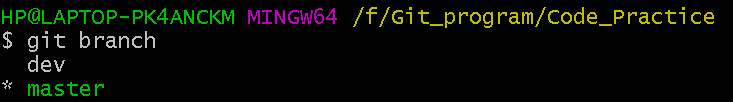 HP@LAPTOP-PK4ANCKM MINGW64 /f/Git_program/Code_Practice
$ git branch
  dev
* master